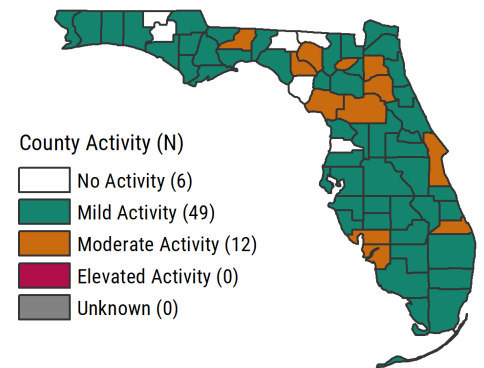 County Activity (N)
No Activity (6)
Mild Activity (49)
Moderate Activity (12)
Elevated Activity (0)
Unknown (0)